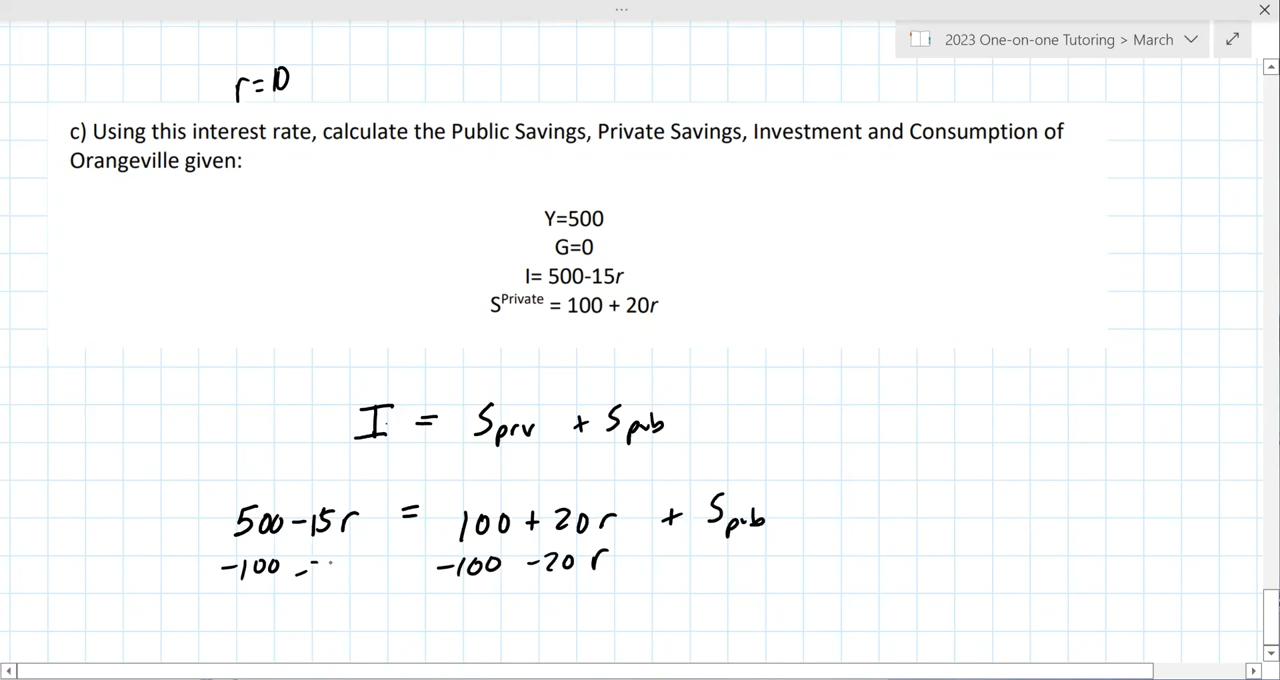 2023 One-on-one Tutoring > March
r=10
c) Using this interest rate, calculate the Public Savings, Private Savings, Investment and Consumption of
Orangeville given:
Y=500
G=0
I= 500-15r
S^Private = 100 + 20r
I = Sprv + Spub
500-15r = 100 + 20r + Spub
-100 - -100 -20 r